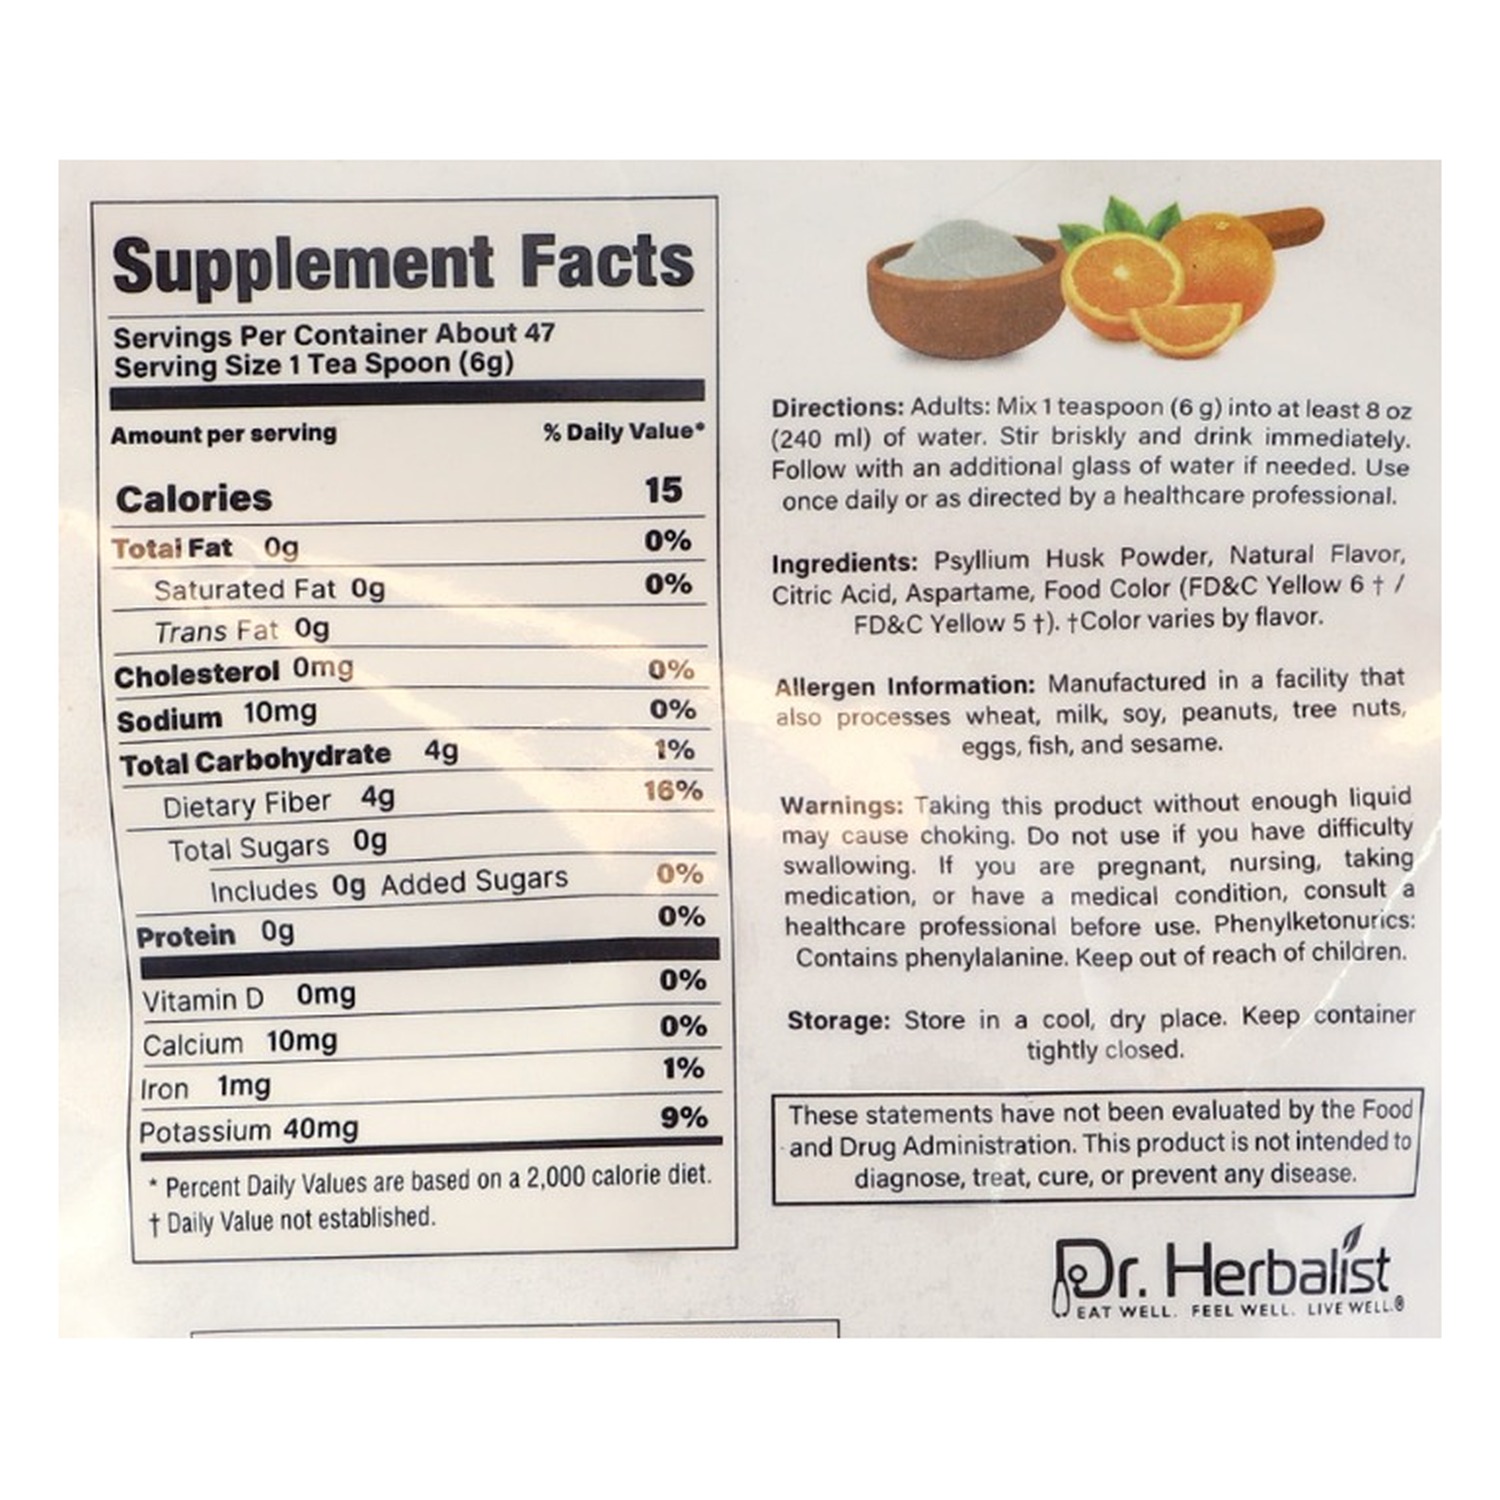 Supplement Facts
Servings Per Container About 47
Serving Size 1 Tea Spoon (6g)
Amount per serving % Daily Value*
Calories 15
Total Fat 0g 0%
Saturated Fat 0g 0%
Trans Fat 0g
Cholesterol 0mg 0%
Sodium 10mg 0%
Total Carbohydrate 4g 1%
Dietary Fiber 4g 16%
Total Sugars 0g
Includes 0g Added Sugars 0%
Protein 0g 0%
Vitamin D 0mg 0%
Calcium 10mg 0%
Iron 1mg 1%
Potassium 40mg 9%
* Percent Daily Values are based on a 2,000 calorie diet.
† Daily Value not established.
Directions: Adults: Mix 1 teaspoon (6 g) into at least 8 oz
(240 ml) of water. Stir briskly and drink immediately.
Follow with an additional glass of water if needed. Use
once daily or as directed by a healthcare professional.
Ingredients: Psyllium Husk Powder, Natural Flavor,
Citric Acid, Aspartame, Food Color (FD&C Yellow 6 † /
FD&C Yellow 5 †). †Color varies by flavor.
Allergen Information: Manufactured in a facility that
also processes wheat, milk, soy, peanuts, tree nuts,
eggs, fish, and sesame.
Warnings: Taking this product without enough liquid
may cause choking. Do not use if you have difficulty
swallowing. If you are pregnant, nursing, taking
medication, or have a medical condition, consult a
healthcare professional before use. Phenylketonurics:
Contains phenylalanine. Keep out of reach of children.
Storage: Store in a cool, dry place. Keep container
tightly closed.
These statements have not been evaluated by the Food
and Drug Administration. This product is not intended to
diagnose, treat, cure, or prevent any disease.
Dr. Herbalist
EAT WELL. FEEL WELL. LIVE WELL.®